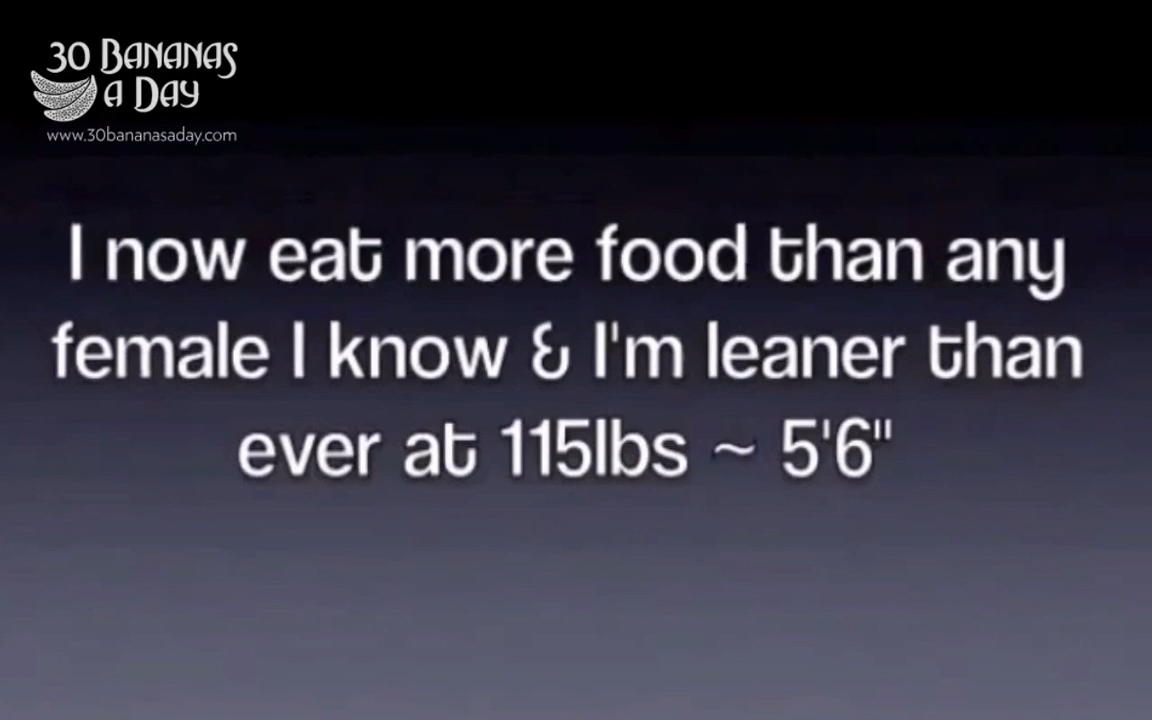 30 BANANAS
A DAY
www.30bananasaday.com
I now eat more food than any
female I know & I'm leaner than
ever at 115lbs ~ 5'6"